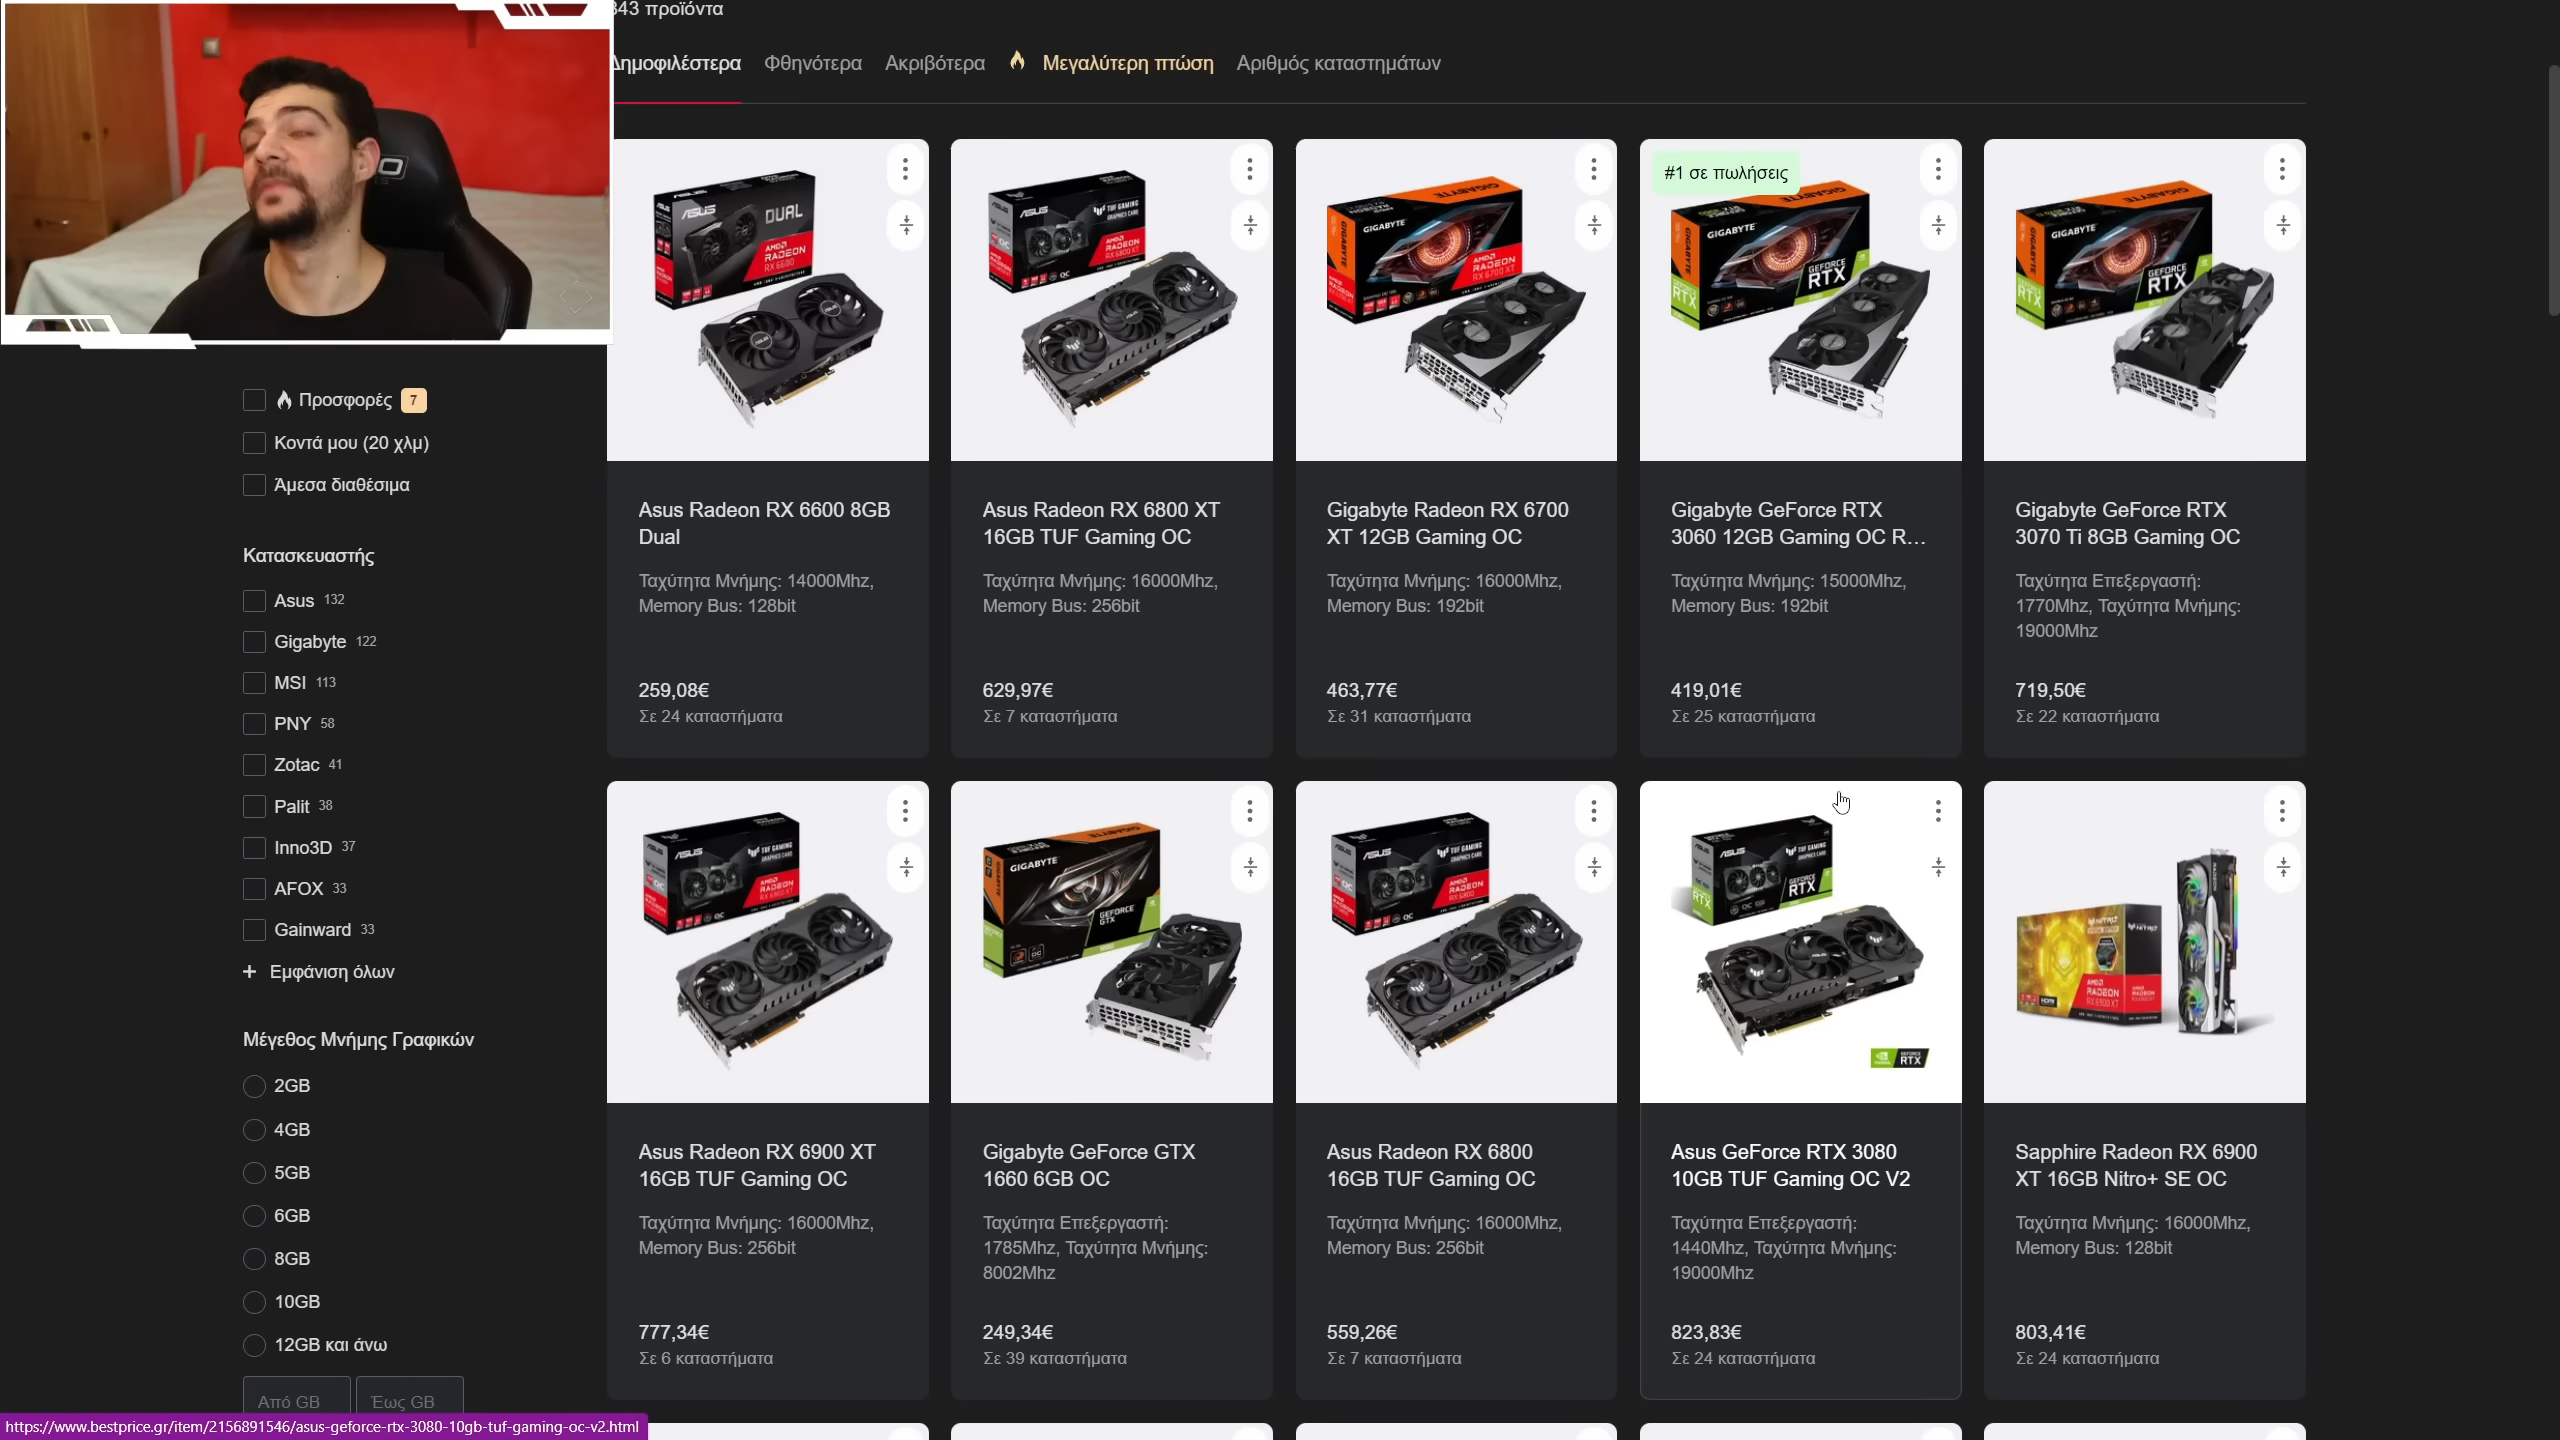 843 προϊόντα
Δημοφιλέστερα Φθηνότερα Ακριβότερα Μεγαλύτερη πτώση Αριθμός καταστημάτων
#1 σε πωλήσεις
Προσφορές 7
Κοντά μου (20 χλμ)
Άμεσα διαθέσιμα
Κατασκευαστής
Asus 132
Gigabyte 122
MSI 113
PNY 58
Zotac 41
Palit 38
Inno3D 37
AFOX 33
Gainward 33
+ Εμφάνιση όλων
Μέγεθος Μνήμης Γραφικών
2GB
4GB
5GB
6GB
8GB
10GB
12GB και άνω
Από GB Έως GB
Asus Radeon RX 6600 8GB
Dual
Ταχύτητα Μνήμης: 14000Mhz,
Memory Bus: 128bit
259,08€
Σε 24 καταστήματα
Asus Radeon RX 6800 XT
16GB TUF Gaming OC
Ταχύτητα Μνήμης: 16000Mhz,
Memory Bus: 256bit
629,97€
Σε 7 καταστήματα
Gigabyte Radeon RX 6700
XT 12GB Gaming OC
Ταχύτητα Μνήμης: 16000Mhz,
Memory Bus: 192bit
463,77€
Σε 31 καταστήματα
Gigabyte GeForce RTX
3060 12GB Gaming OC R...
Ταχύτητα Μνήμης: 15000Mhz,
Memory Bus: 192bit
419,01€
Σε 25 καταστήματα
Gigabyte GeForce RTX
3070 Ti 8GB Gaming OC
Ταχύτητα Επεξεργαστή:
1770Mhz, Ταχύτητα Μνήμης:
19000Mhz
719,50€
Σε 22 καταστήματα
Asus Radeon RX 6900 XT
16GB TUF Gaming OC
Ταχύτητα Μνήμης: 16000Mhz,
Memory Bus: 256bit
777,34€
Σε 6 καταστήματα
Gigabyte GeForce GTX
1660 6GB OC
Ταχύτητα Επεξεργαστή:
1785Mhz, Ταχύτητα Μνήμης:
8002Mhz
249,34€
Σε 39 καταστήματα
Asus Radeon RX 6800
16GB TUF Gaming OC
Ταχύτητα Μνήμης: 16000Mhz,
Memory Bus: 256bit
559,26€
Σε 7 καταστήματα
Asus GeForce RTX 3080
10GB TUF Gaming OC V2
Ταχύτητα Επεξεργαστή:
1440Mhz, Ταχύτητα Μνήμης:
19000Mhz
823,83€
Σε 24 καταστήματα
Sapphire Radeon RX 6900
XT 16GB Nitro+ SE OC
Ταχύτητα Μνήμης: 16000Mhz,
Memory Bus: 128bit
803,41€
Σε 24 καταστήματα
https://www.bestprice.gr/item/2156891546/asus-geforce-rtx-3080-10gb-tuf-gaming-oc-v2.html